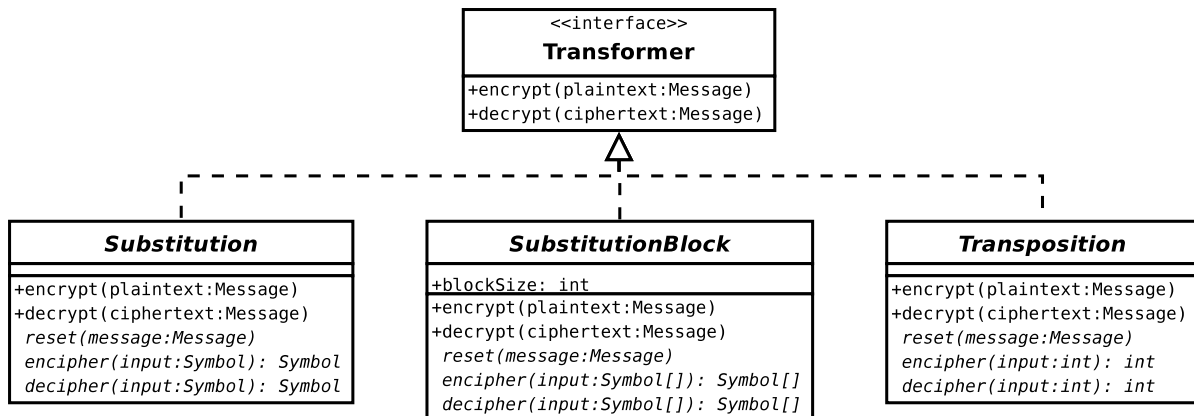 <<interface>>
Transformer
+encrypt(plaintext:Message)
+decrypt(ciphertext:Message)
Substitution
+encrypt(plaintext:Message)
+decrypt(ciphertext:Message)
reset(message:Message)
encipher(input:Symbol): Symbol
decipher(input:Symbol): Symbol
SubstitutionBlock
+blockSize: int
+encrypt(plaintext:Message)
+decrypt(ciphertext:Message)
reset(message:Message)
encipher(input:Symbol[]): Symbol[]
decipher(input:Symbol[]): Symbol[]
Transposition
+encrypt(plaintext:Message)
+decrypt(ciphertext:Message)
reset(message:Message)
encipher(input:int): int
decipher(input:int): int